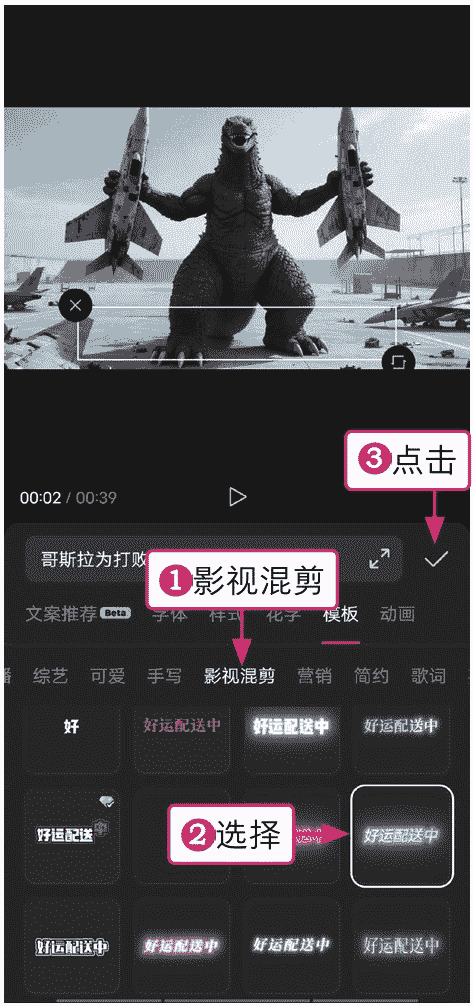 ❸点击
00:02 / 00:39
哥斯拉为打败
❶影视混剪
文案推荐 Beta 字体 样式 花字 模板 动画
综艺 可爱 手写 影视混剪 营销 简约 歌词
好 好运配送中 好运配送中 好运配送中
好运配送中 好运配送中
❷选择
好运配送中 好运配送中 好运配送中 好运配送中